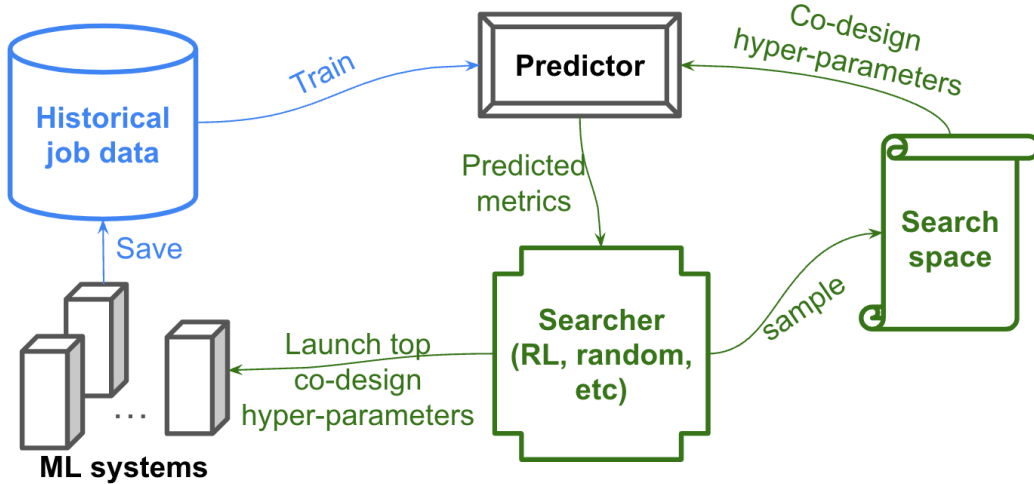 Co-design
hyper-parameters
Train
Predictor
Historical
job data
Predicted
metrics
Search
space
Save
sample
Searcher
(RL, random,
etc)
Launch top
co-design
hyper-parameters
...
ML systems